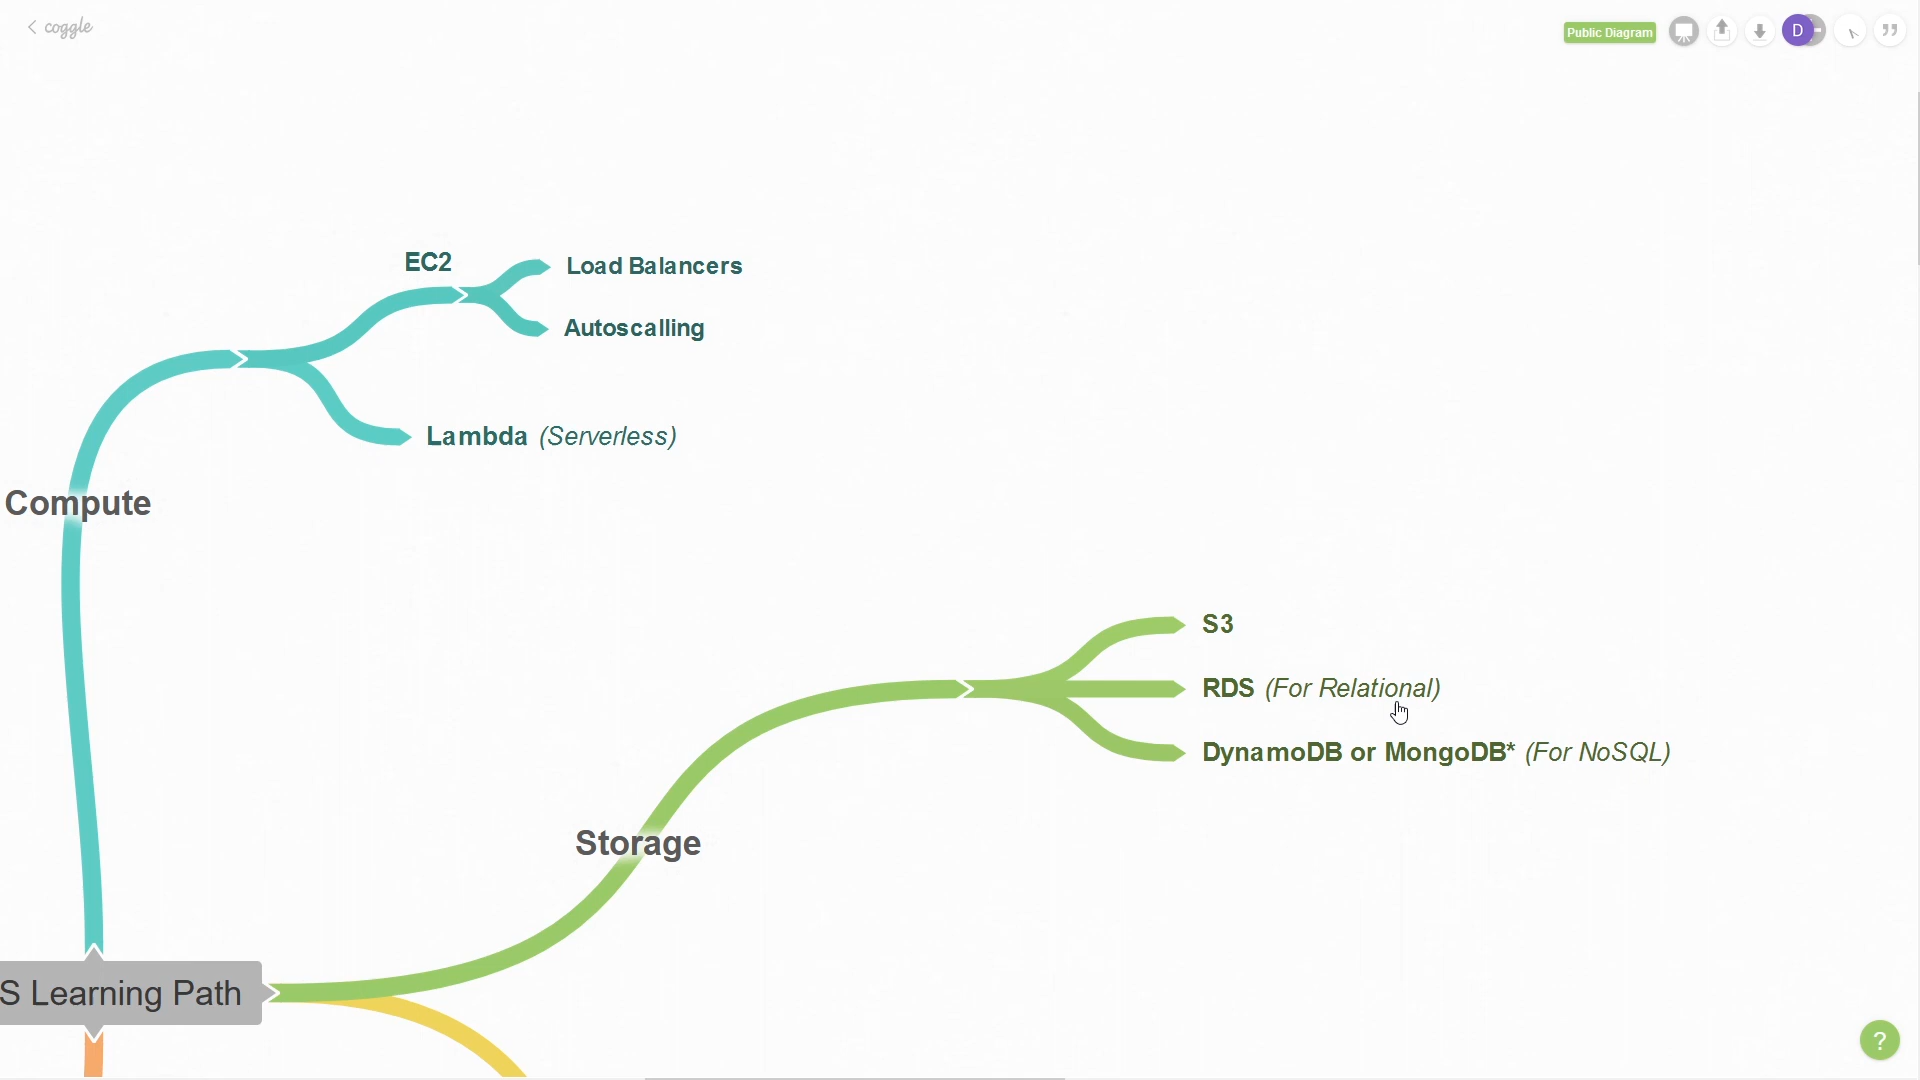 coggle
Public Diagram
D
EC2
Load Balancers
Autoscalling
Lambda (Serverless)
Compute
S3
RDS (For Relational)
DynamoDB or MongoDB* (For NoSQL)
Storage
S Learning Path
?